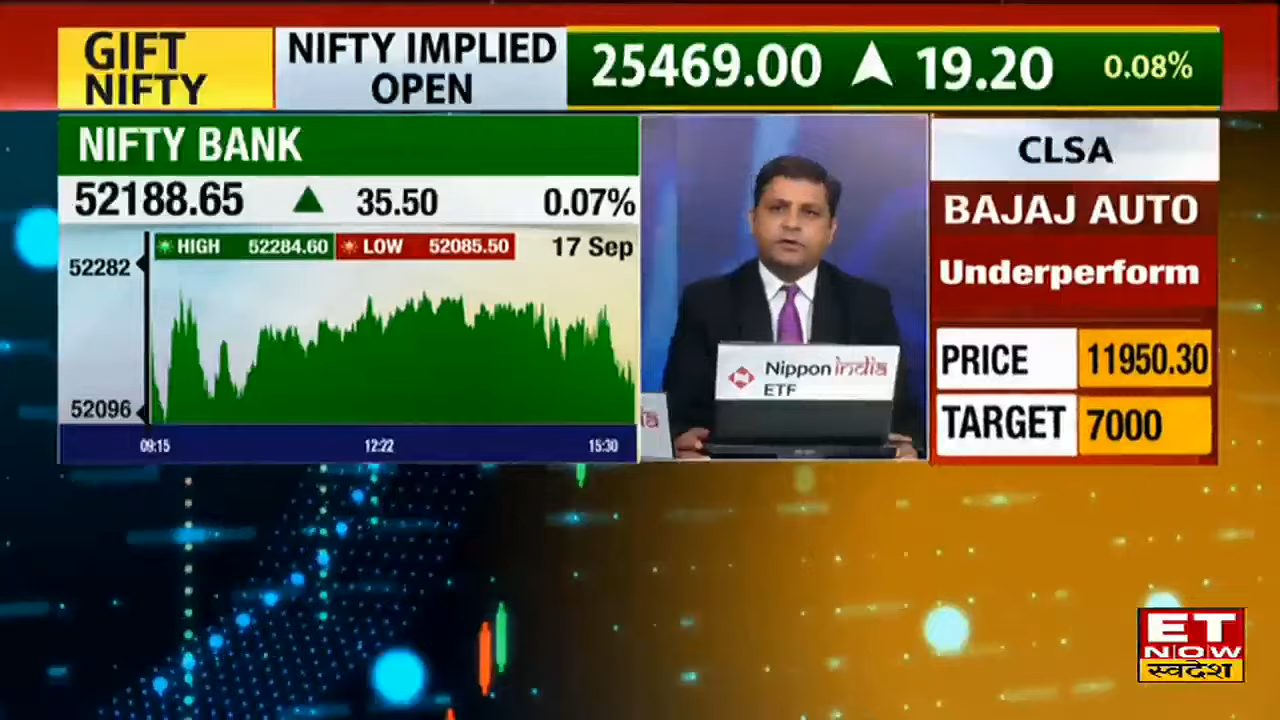 GIFT
NIFTY
NIFTY IMPLIED
OPEN
25469.00 19.20 0.08%
NIFTY BANK
52188.65 35.50 0.07%
HIGH 52284.60 LOW 52085.50 17 Sep
52282
52096
09:15 12:22 15:30
Nippon india
ETF
ia
CLSA
BAJAJ AUTO
Underperform
PRICE 11950.30
TARGET 7000
ET
NOW
स्वदेश